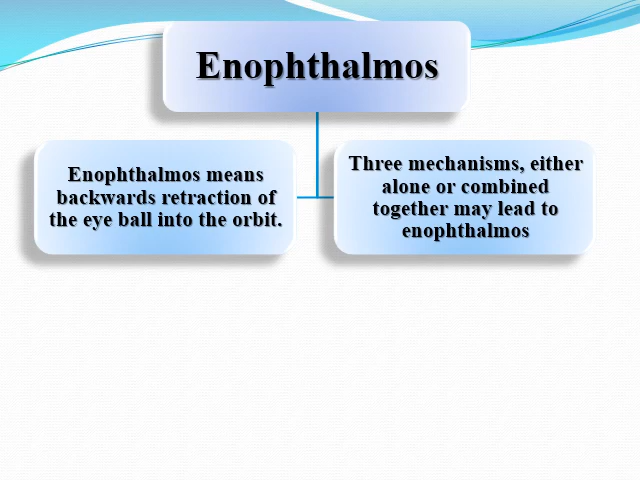 Enophthalmos
Enophthalmos means
backwards retraction of
the eye ball into the orbit.
Three mechanisms, either
alone or combined
together may lead to
enophthalmos